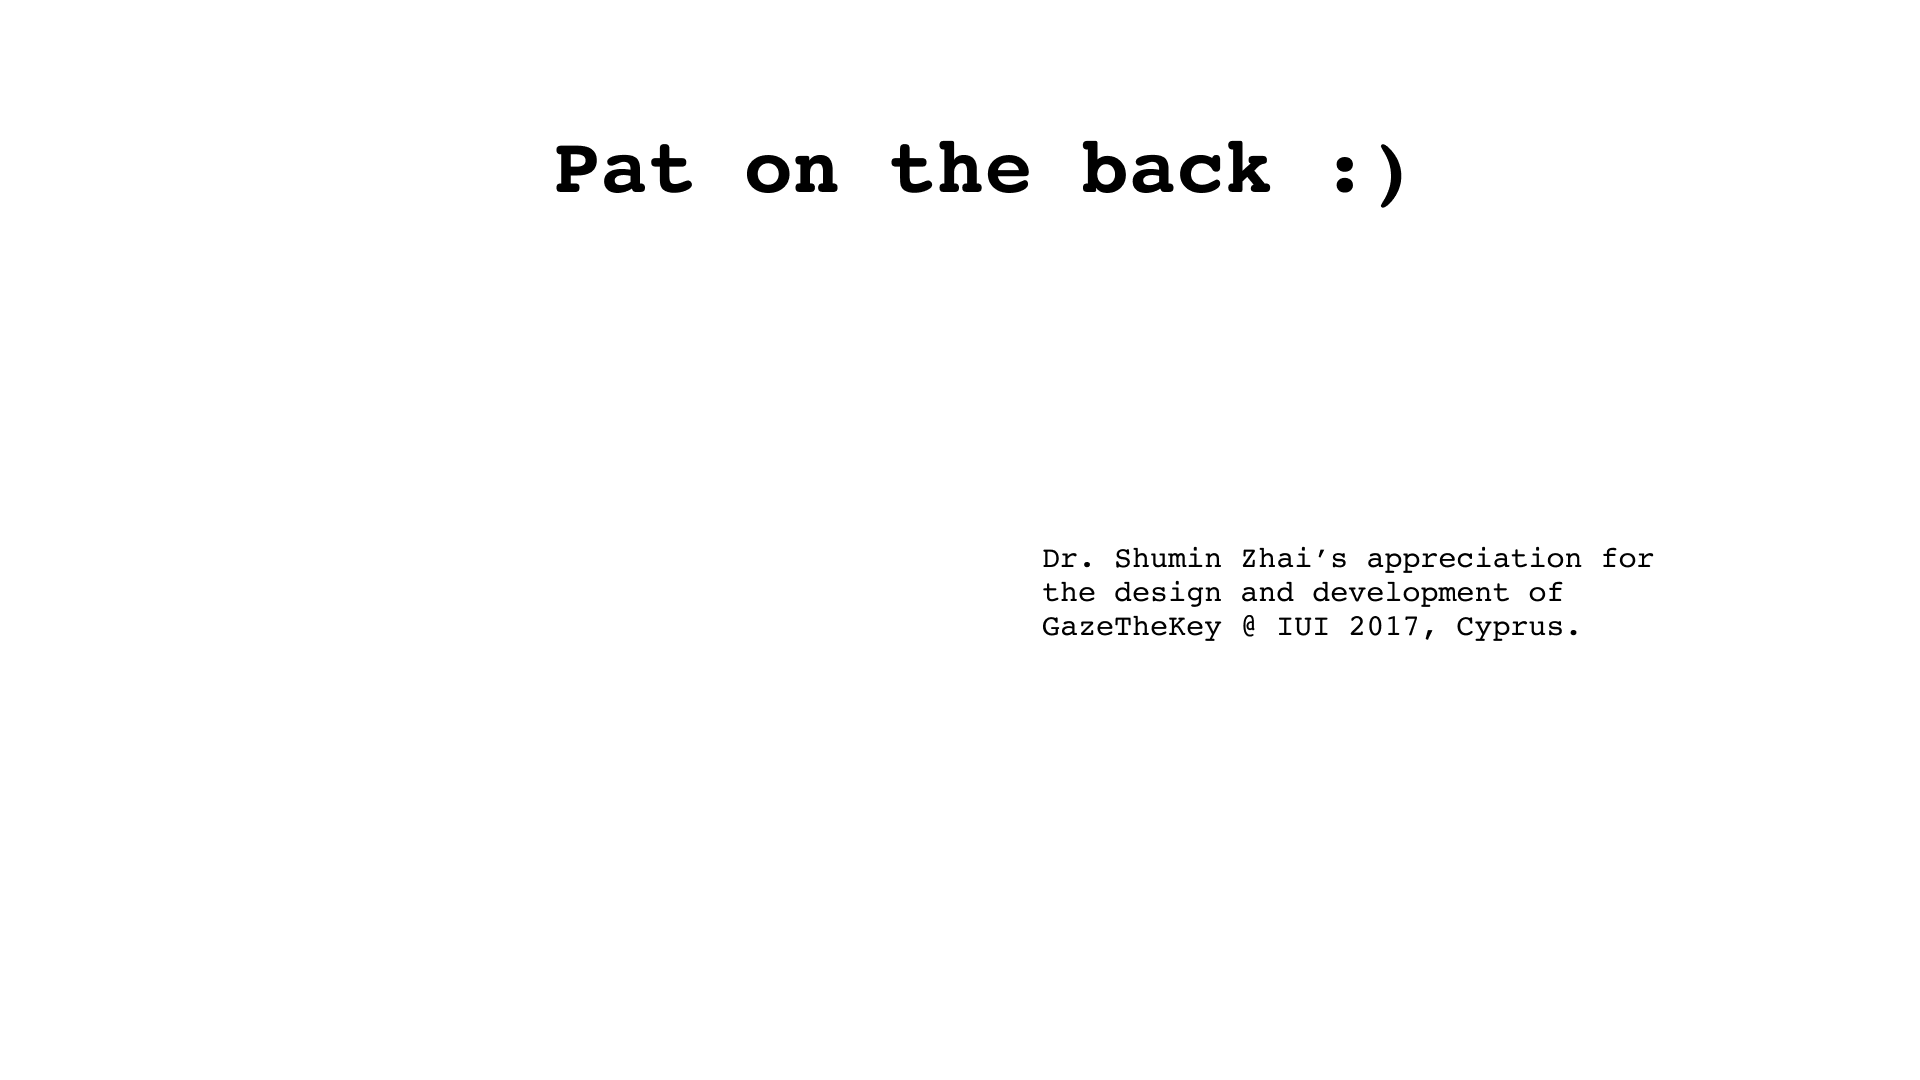 Pat on the back :)
Dr. Shumin Zhai’s appreciation for
the design and development of
GazeTheKey @ IUI 2017, Cyprus.